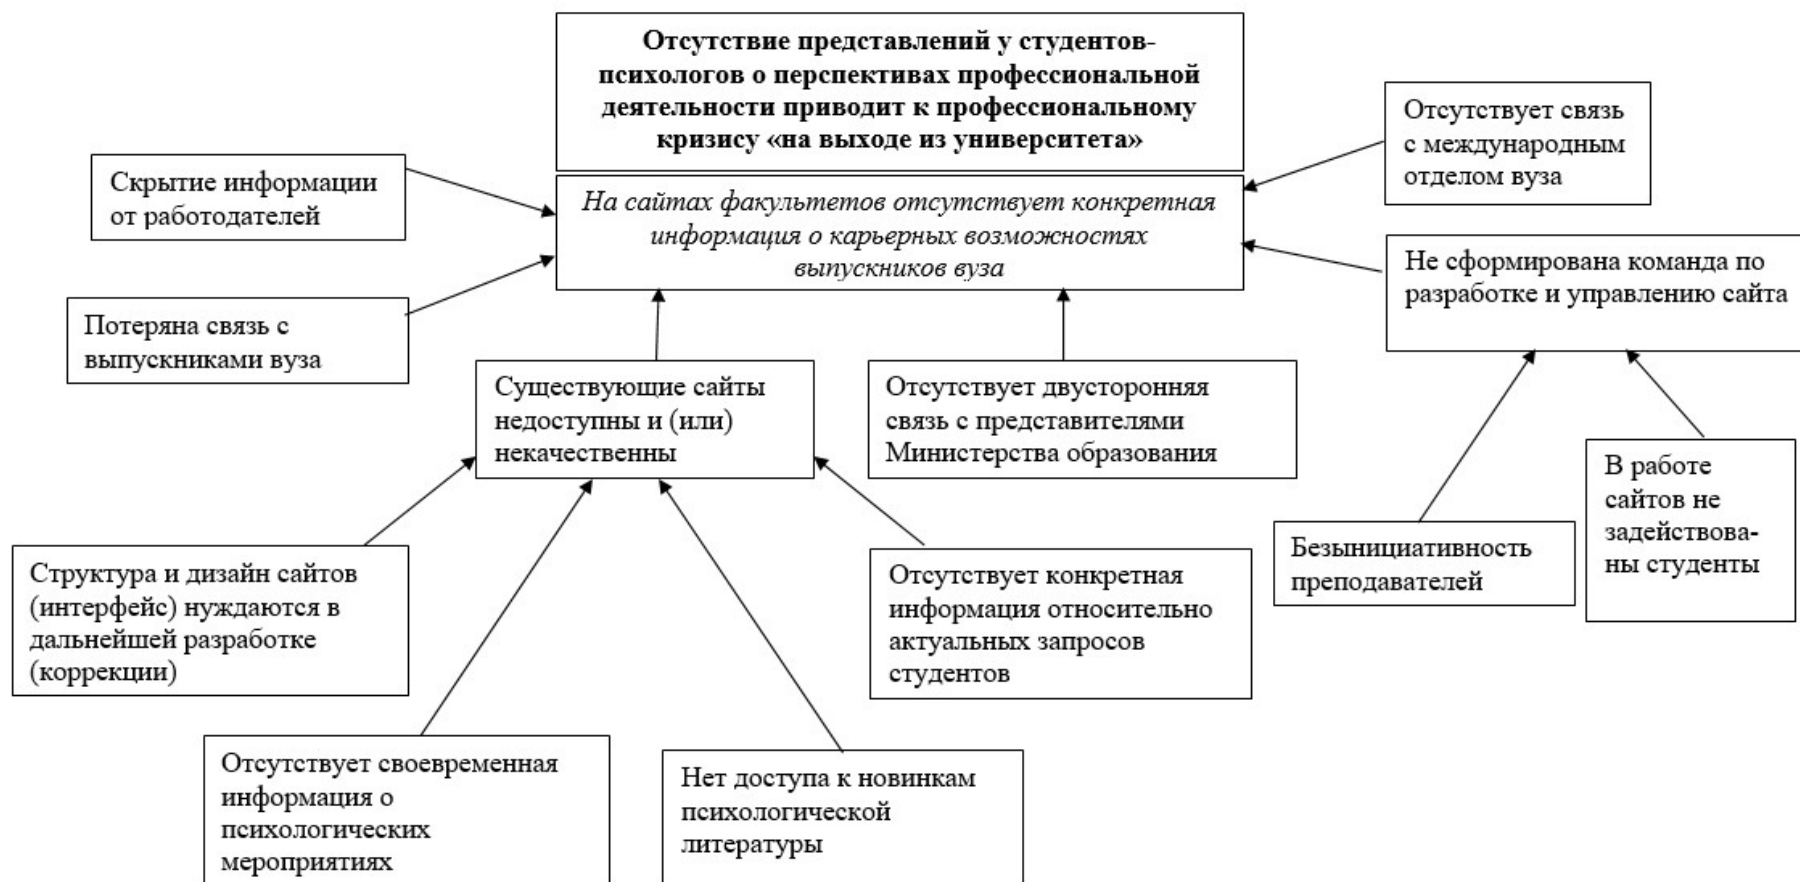 Отсутствие представлений у студентов-
психологов о перспективах профессиональной
деятельности приводит к профессиональному
кризису «на выходе из университета»
На сайтах факультетов отсутствует конкретная
информация о карьерных возможностях
выпускников вуза
Скрытие информации
от работодателей
Потеряна связь с
выпускниками вуза
Отсутствует связь
с международным
отделом вуза
Не сформирована команда по
разработке и управлению сайта
Существующие сайты
недоступны и (или)
некачественны
Отсутствует двусторонняя
связь с представителями
Министерства образования
В работе
сайтов не
задействова-
ны студенты
Безынициативность
преподавателей
Структура и дизайн сайтов
(интерфейс) нуждаются в
дальнейшей разработке
(коррекции)
Отсутствует конкретная
информация относительно
актуальных запросов
студентов
Отсутствует своевременная
информация о
психологических
мероприятиях
Нет доступа к новинкам
психологической
литературы